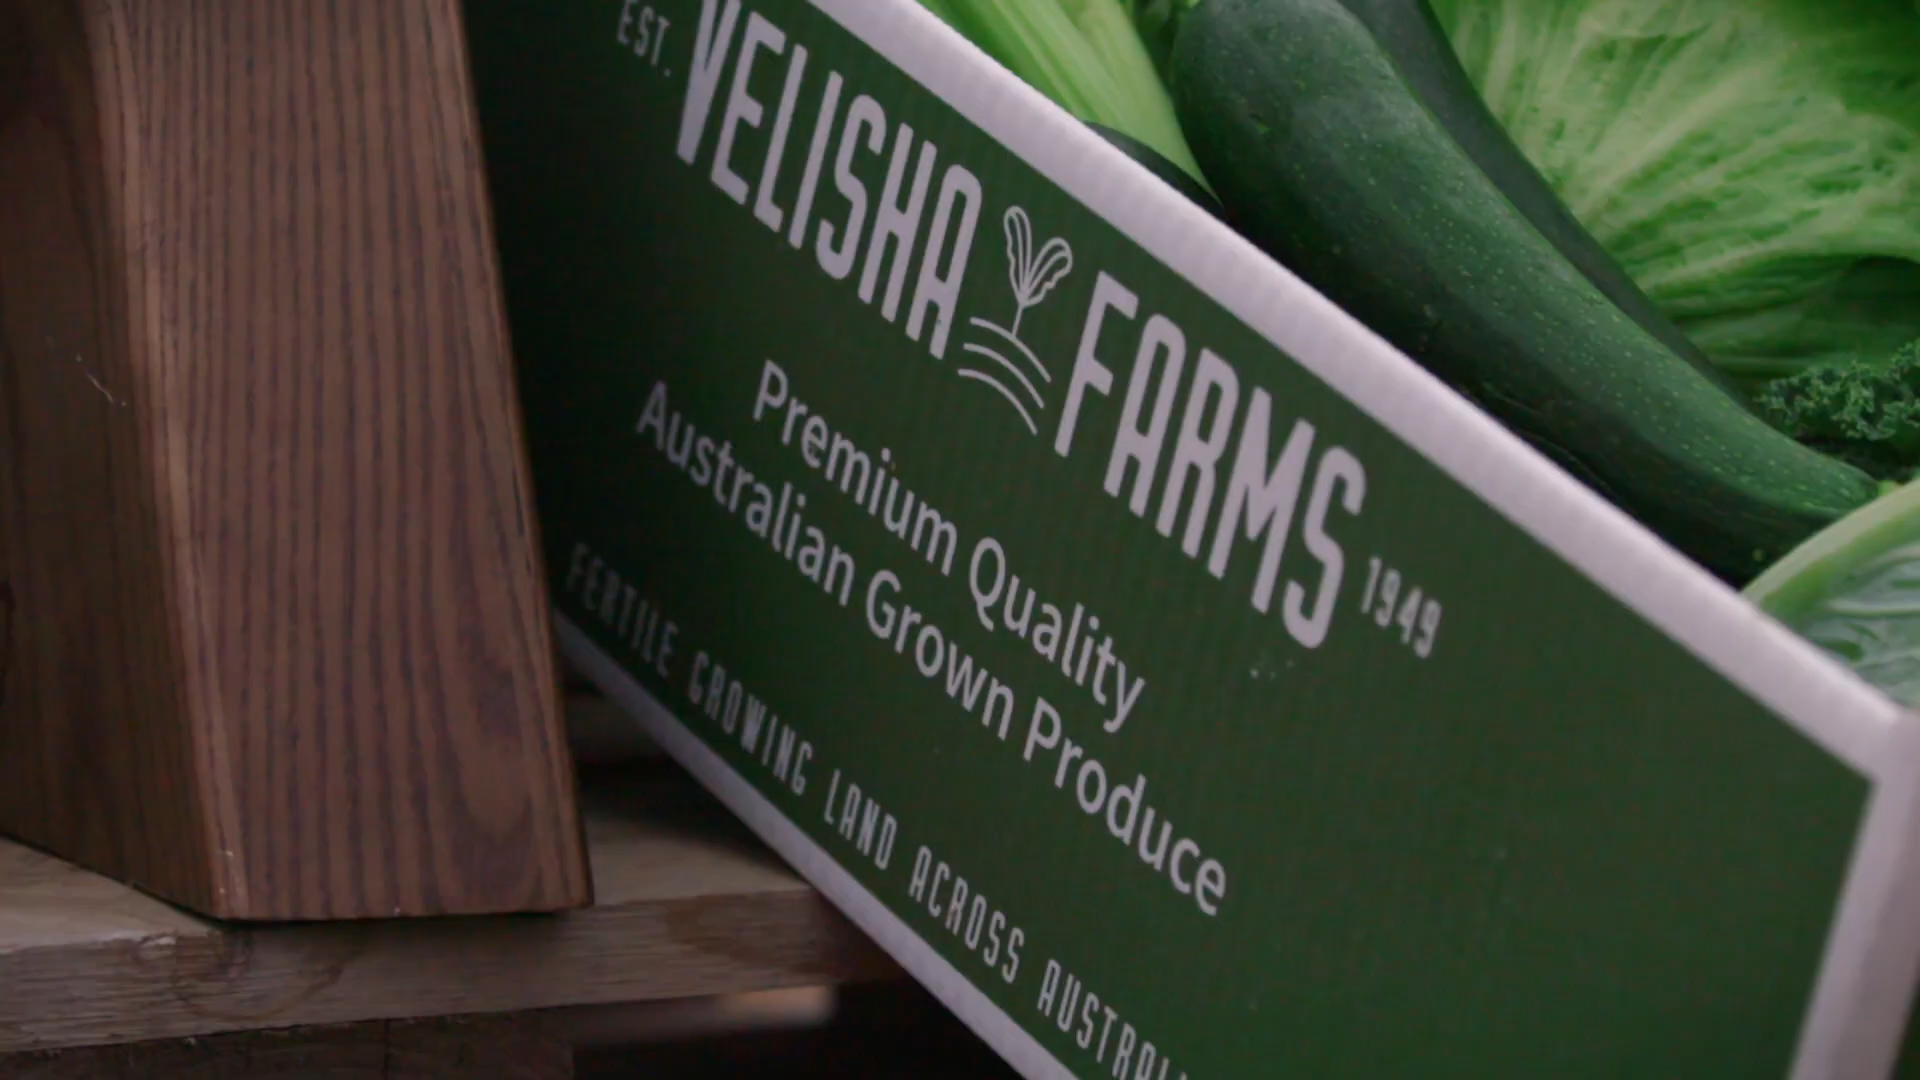 EST. VELISHA FARMS 1949
Premium Quality
Australian Grown Produce
FERTILE GROWING LAND ACROSS